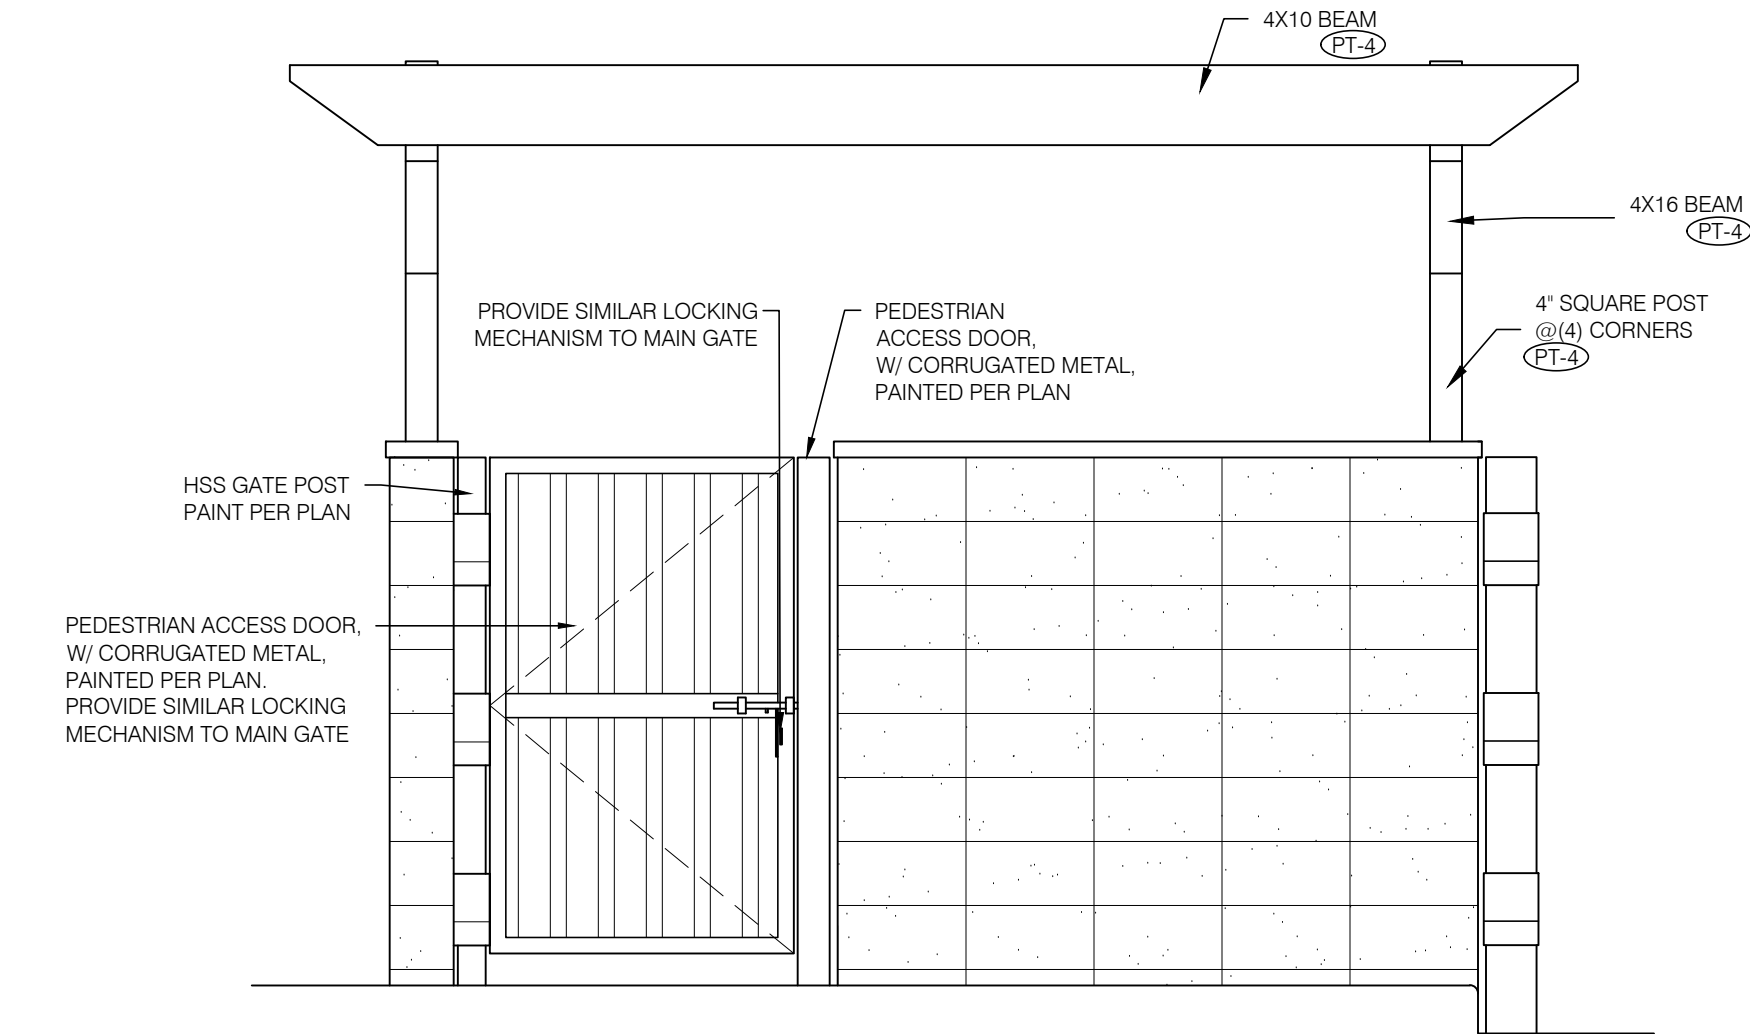 4X10 BEAM
PT-4
4X16 BEAM
PT-4
4" SQUARE POST
@(4) CORNERS
PT-4
PROVIDE SIMILAR LOCKING
MECHANISM TO MAIN GATE
PEDESTRIAN
ACCESS DOOR,
W/ CORRUGATED METAL,
PAINTED PER PLAN
HSS GATE POST
PAINT PER PLAN
PEDESTRIAN ACCESS DOOR,
W/ CORRUGATED METAL,
PAINTED PER PLAN.
PROVIDE SIMILAR LOCKING
MECHANISM TO MAIN GATE